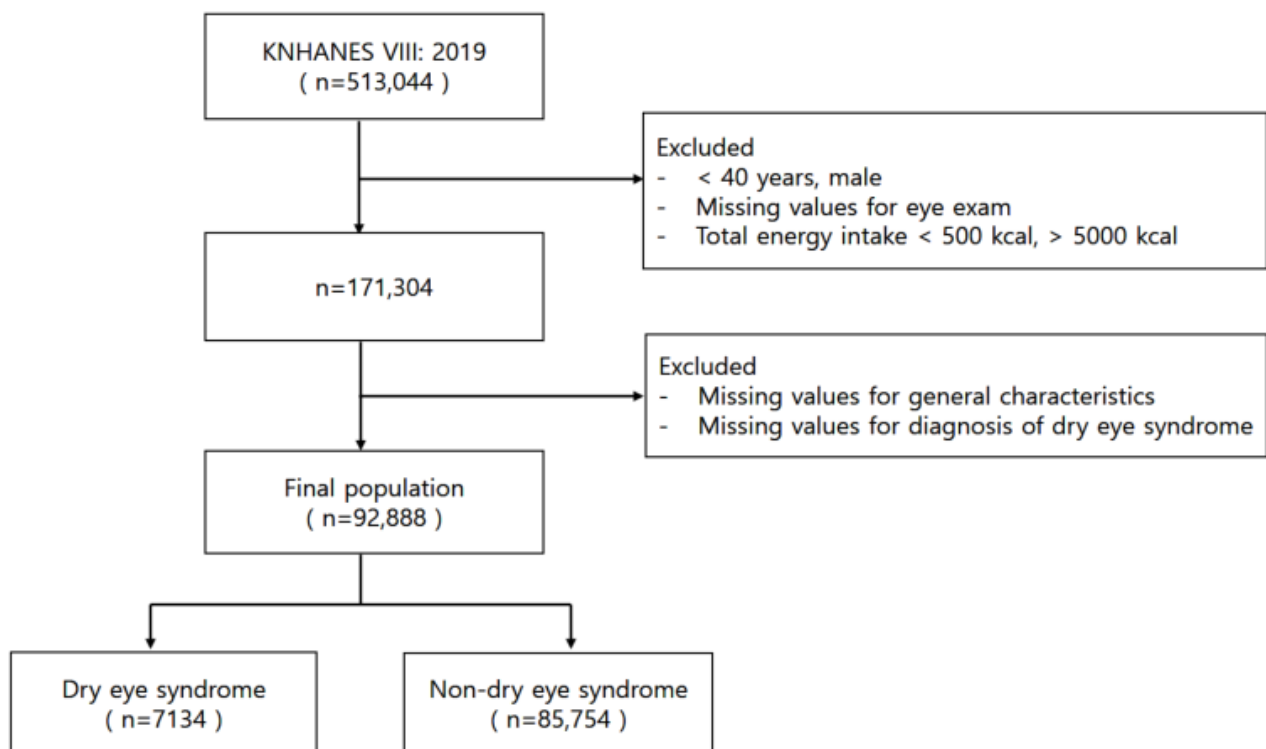 KNHANES VIII: 2019
( n=513,044 )
Excluded
- < 40 years, male
- Missing values for eye exam
- Total energy intake < 500 kcal, > 5000 kcal
n=171,304
Excluded
- Missing values for general characteristics
- Missing values for diagnosis of dry eye syndrome
Final population
( n=92,888 )
Dry eye syndrome
( n=7134 )
Non-dry eye syndrome
( n=85,754 )